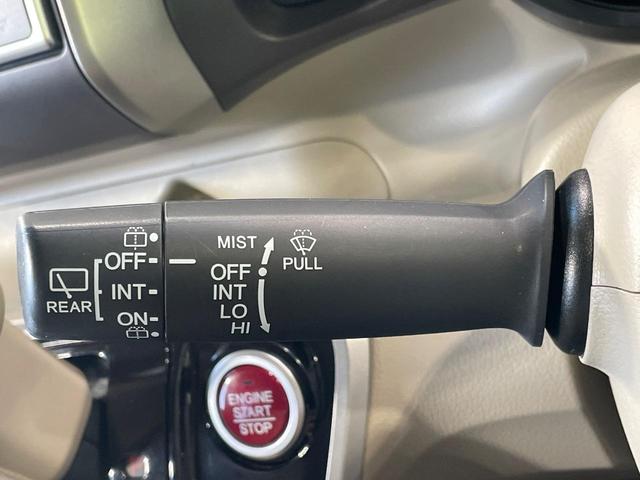 OFF
INT
ON
REAR
MIST
OFF
INT
LO
HI
PULL
ENGINE
START
STOP